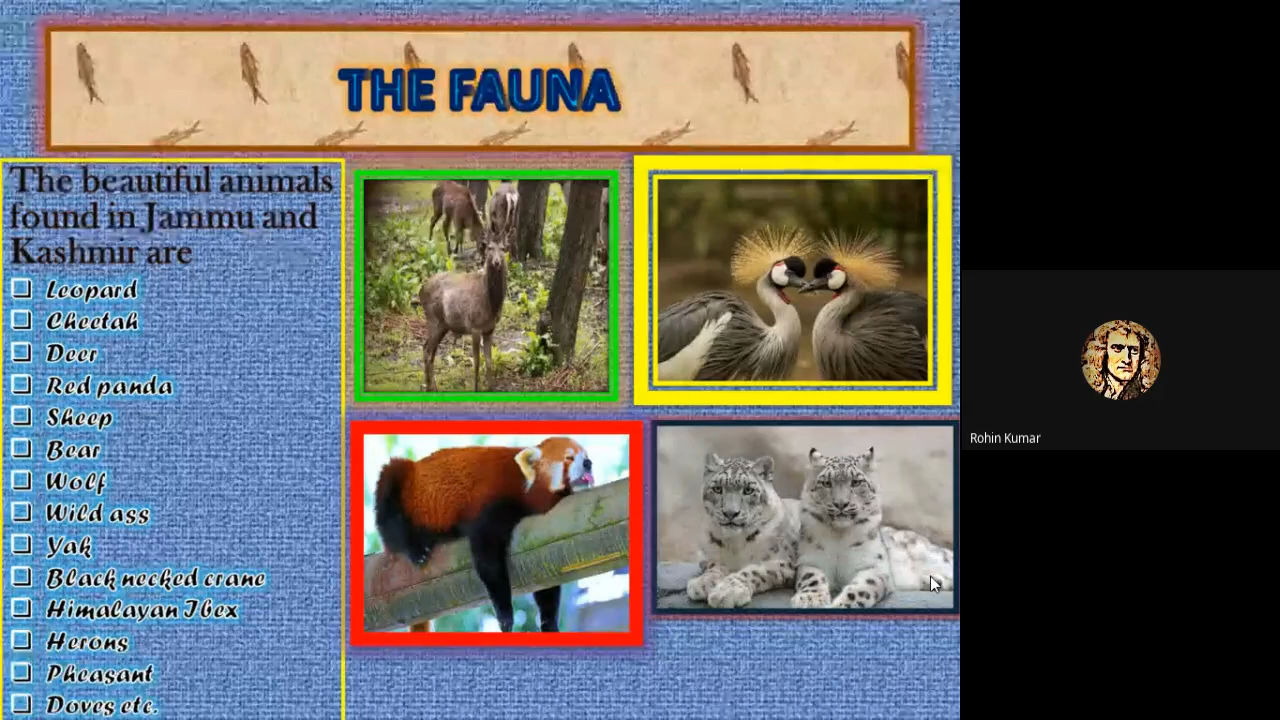 THE FAUNA
The beautiful animals
found in Jammu and
Kashmir are
Leopard
Cheetah
Deer
Red panda
Sheep
Bear
Wolf
Wild ass
Yak
Black necked crane
Himalayan Ibex
Herons
Pheasant
Doves etc.
Rohin Kumar